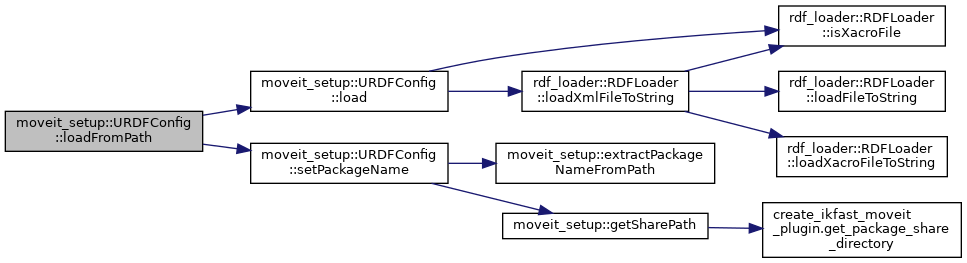 moveit_setup::URDFConfig
::loadFromPath
moveit_setup::URDFConfig
::load
moveit_setup::URDFConfig
::setPackageName
rdf_loader::RDFLoader
::loadXmlFileToString
moveit_setup::extractPackage
NameFromPath
moveit_setup::getSharePath
rdf_loader::RDFLoader
::isXacroFile
rdf_loader::RDFLoader
::loadFileToString
rdf_loader::RDFLoader
::loadXacroFileToString
create_ikfast_moveit
_plugin.get_package_share
_directory